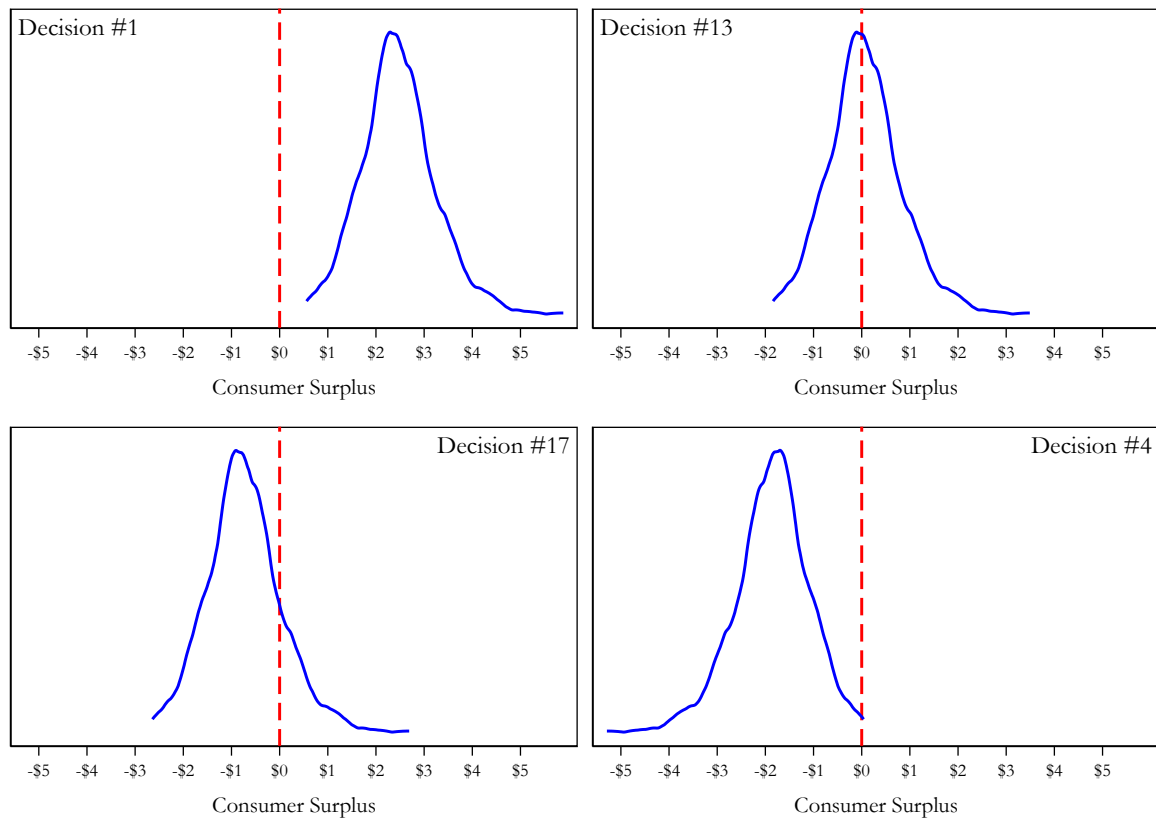 Decision #1
-$5 -$4 -$3 -$2 -$1 $0 $1 $2 $3 $4 $5
Consumer Surplus
Decision #13
-$5 -$4 -$3 -$2 -$1 $0 $1 $2 $3 $4 $5
Consumer Surplus
Decision #17
-$5 -$4 -$3 -$2 -$1 $0 $1 $2 $3 $4 $5
Consumer Surplus
Decision #4
-$5 -$4 -$3 -$2 -$1 $0 $1 $2 $3 $4 $5
Consumer Surplus